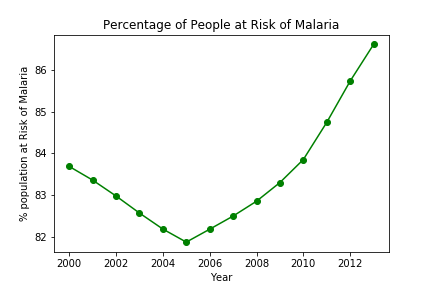 Percentage of People at Risk of Malaria
% population at Risk of Malaria
86
85
84
83
82
2000 2002 2004 2006 2008 2010 2012
Year